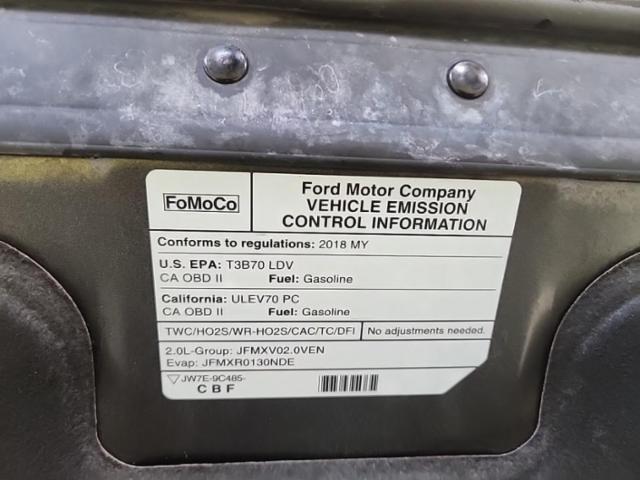 FoMoCo
Ford Motor Company
VEHICLE EMISSION
CONTROL INFORMATION
Conforms to regulations: 2018 MY
U.S. EPA: T3B70 LDV
CA OBD II Fuel: Gasoline
California: ULEV70 PC
CA OBD II Fuel: Gasoline
TWC/HO2S/WR-HO2S/CAC/TC/DFI No adjustments needed.
2.0L-Group: JFMXV02.0VEN
Evap: JFMXR0130NDE
JW7E-9C485-
CBF